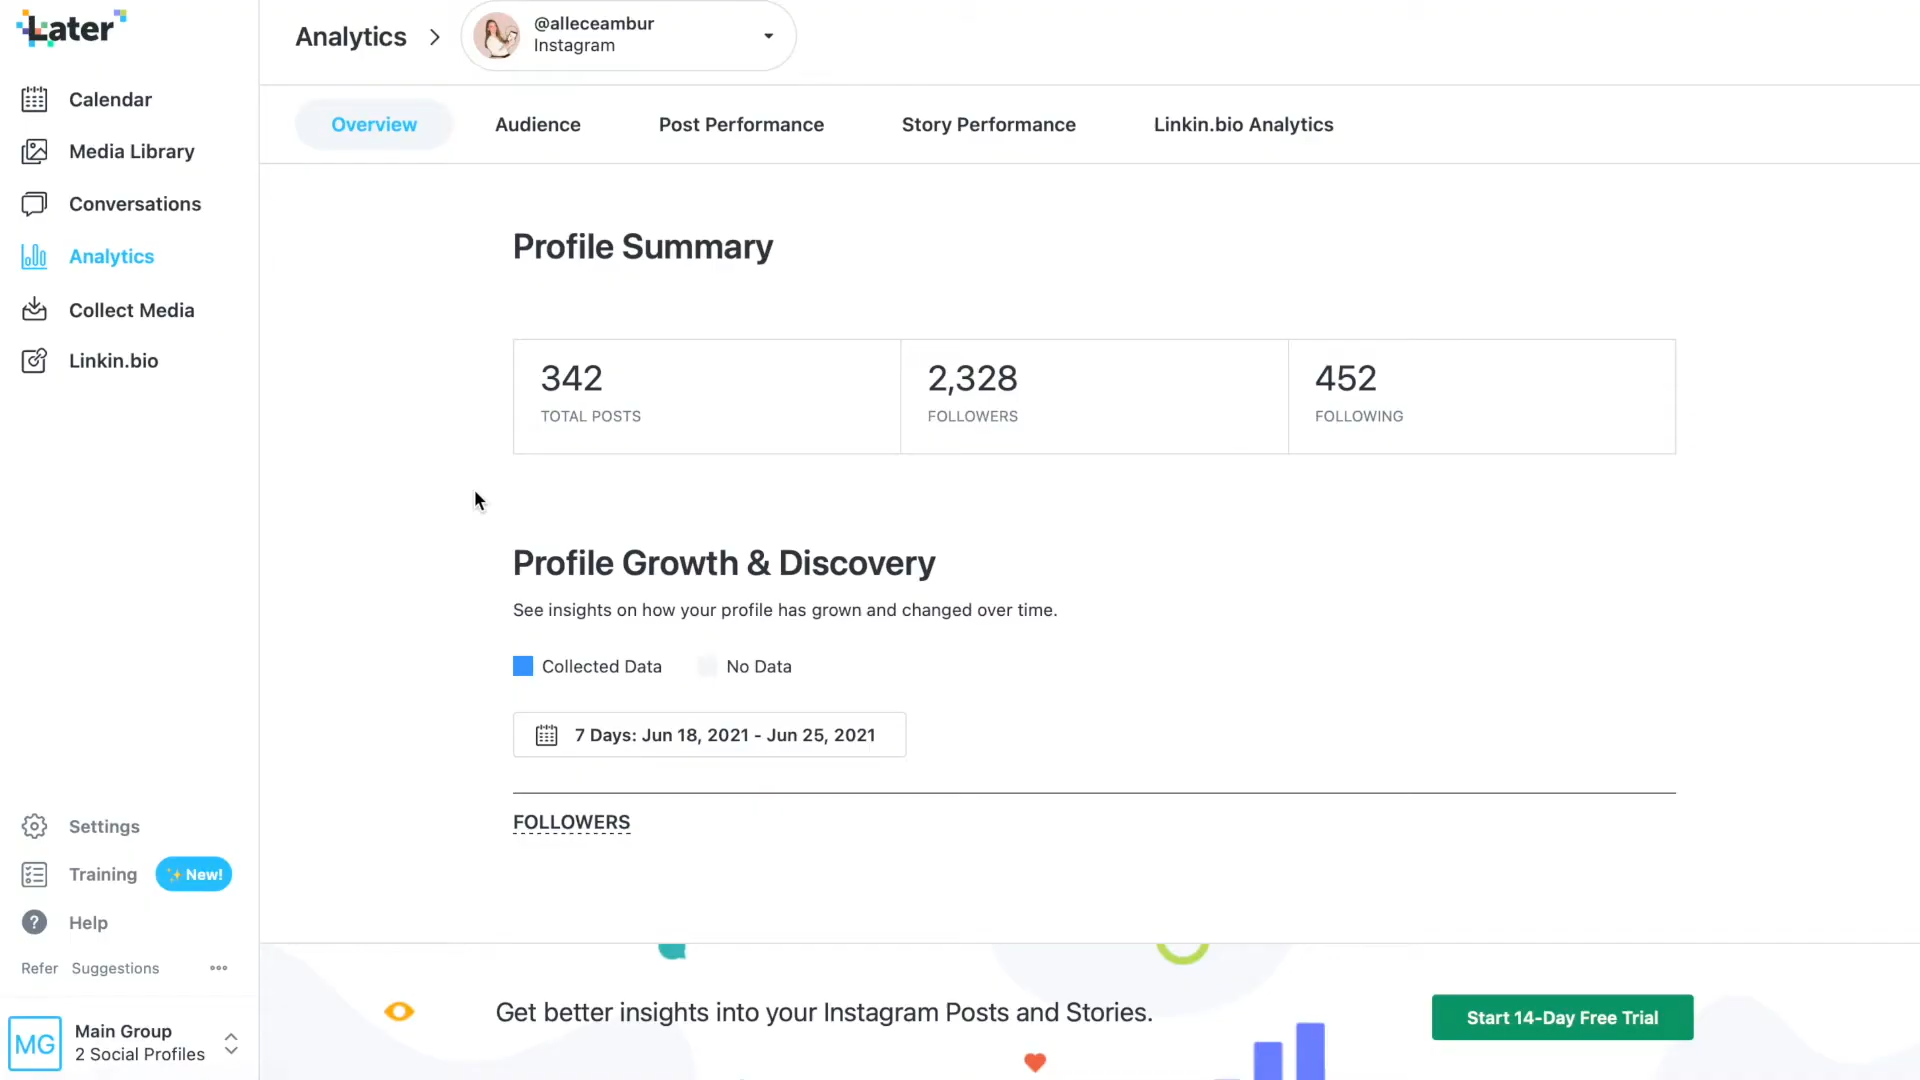 Later
Calendar
Media Library
Conversations
Analytics
Collect Media
Linkin.bio
Settings
Training
New!
Help
Refer
Suggestions
MG
Main Group
2 Social Profiles
Analytics
@alleceambur
Instagram
Overview
Audience
Post Performance
Story Performance
Linkin.bio Analytics
Profile Summary
342
TOTAL POSTS
2,328
FOLLOWERS
452
FOLLOWING
Profile Growth & Discovery
See insights on how your profile has grown and changed over time.
Collected Data
No Data
7 Days: Jun 18, 2021 - Jun 25, 2021
FOLLOWERS
Get better insights into your Instagram Posts and Stories.
Start 14-Day Free Trial